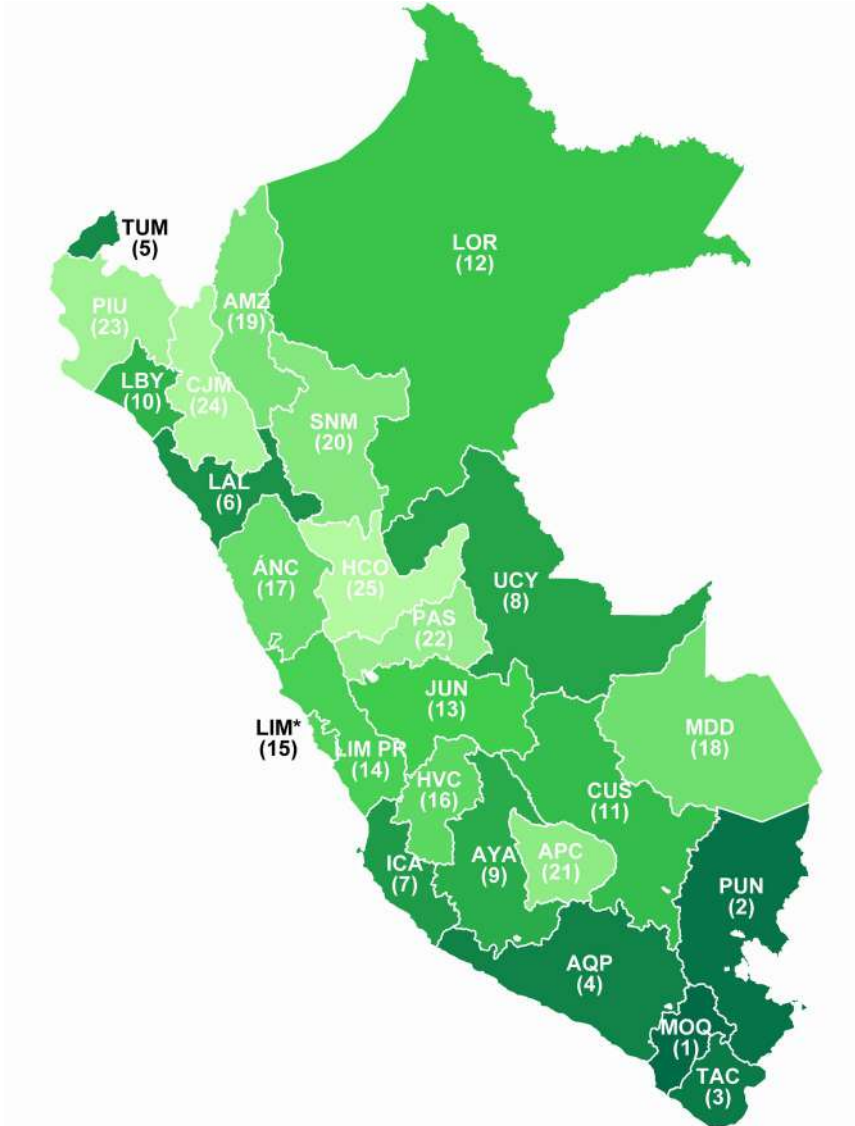 TUM
(5)
LOR
(12)
PIU
(23)
AMZ
(19)
LBY
(10)
CJM
(24)
SNM
(20)
LAL
(6)
ÁNC
(17)
HCO
(25)
UCY
(8)
PAS
(22)
JUN
(13)
MDD
(18)
LIM*
(15)
LIM PR
(14)
HVC
(16)
CUS
(11)
ICA
(7)
AYA
(9)
APC
(21)
PUN
(2)
AQP
(4)
MOQ
(1)
TAC
(3)